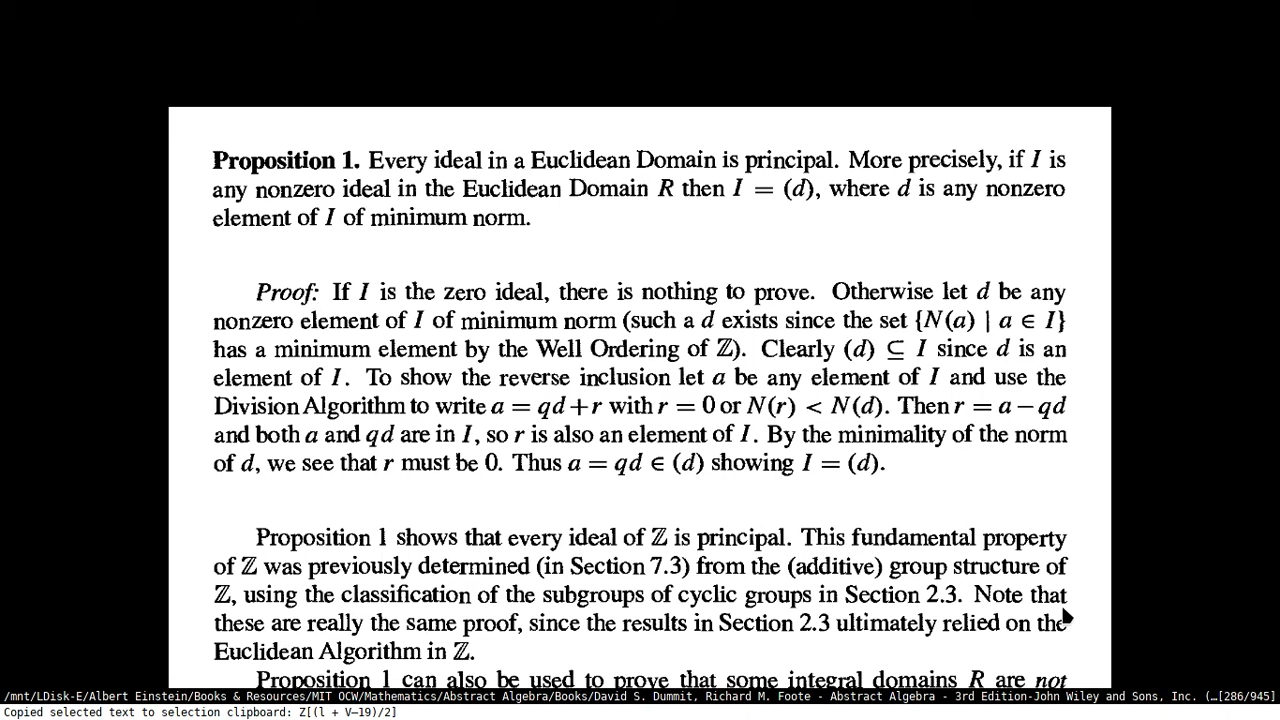 Proposition 1. Every ideal in a Euclidean Domain is principal. More precisely, if I is
any nonzero ideal in the Euclidean Domain R then I = (d), where d is any nonzero
element of I of minimum norm.
Proof: If I is the zero ideal, there is nothing to prove. Otherwise let d be any
nonzero element of I of minimum norm (such a d exists since the set {N(a) | a ∈ I}
has a minimum element by the Well Ordering of ℤ). Clearly (d) ⊆ I since d is an
element of I. To show the reverse inclusion let a be any element of I and use the
Division Algorithm to write a = qd+r with r = 0 or N(r) < N(d). Then r = a − qd
and both a and qd are in I, so r is also an element of I. By the minimality of the norm
of d, we see that r must be 0. Thus a = qd ∈ (d) showing I = (d).
Proposition 1 shows that every ideal of ℤ is principal. This fundamental property
of ℤ was previously determined (in Section 7.3) from the (additive) group structure of
ℤ, using the classification of the subgroups of cyclic groups in Section 2.3. Note that
these are really the same proof, since the results in Section 2.3 ultimately relied on the
Euclidean Algorithm in ℤ.
Proposition 1 can also be used to prove that some integral domains R are not
/mnt/LDisk-E/Albert Einstein/Books & Resources/MIT OCW/Mathematics/Abstract Algebra/Books/David S. Dummit, Richard M. Foote - Abstract Algebra - 3rd Edition-John Wiley and Sons, Inc. (…[286/945]
Copied selected text to selection clipboard: Z[(l + V—19)/2]